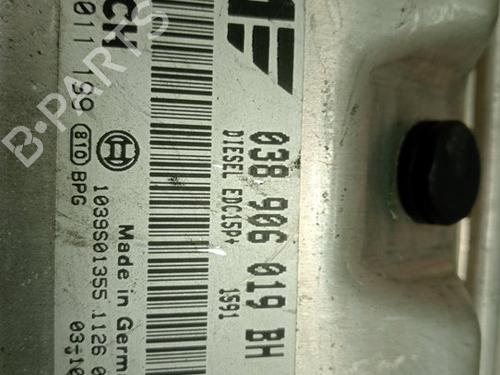 038 906 019 BH
DIESEL EDC15P+
1591
CH
011 199
810 BPG
1039S01355 1126 0
Made in Germ
03-10
B-PARTS